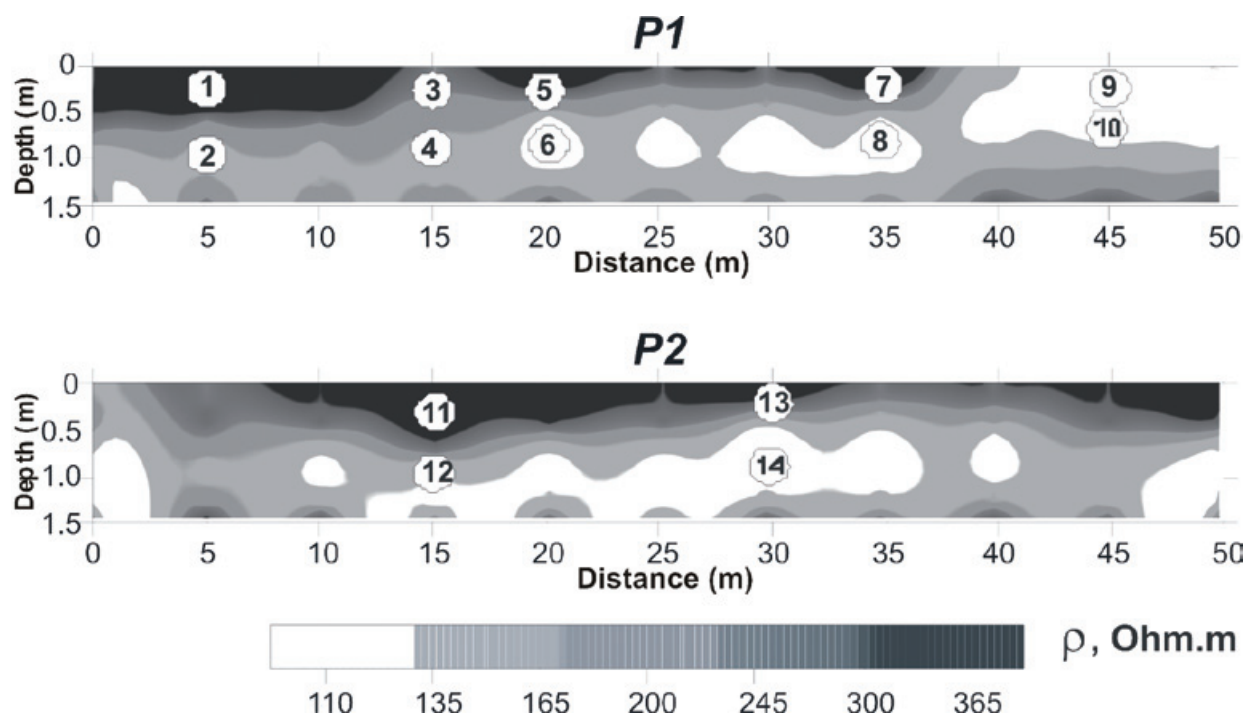 P1
Depth (m)
0
0.5
1.0
1.5
1 3 5 7 9
2 4 6 8 10
0 5 10 15 20 25 30 35 40 45 50
Distance (m)
P2
Depth (m)
0
0.5
1.0
1.5
11 13
12 14
0 5 10 15 20 25 30 35 40 45 50
Distance (m)
ρ, Ohm.m
110 135 165 200 245 300 365